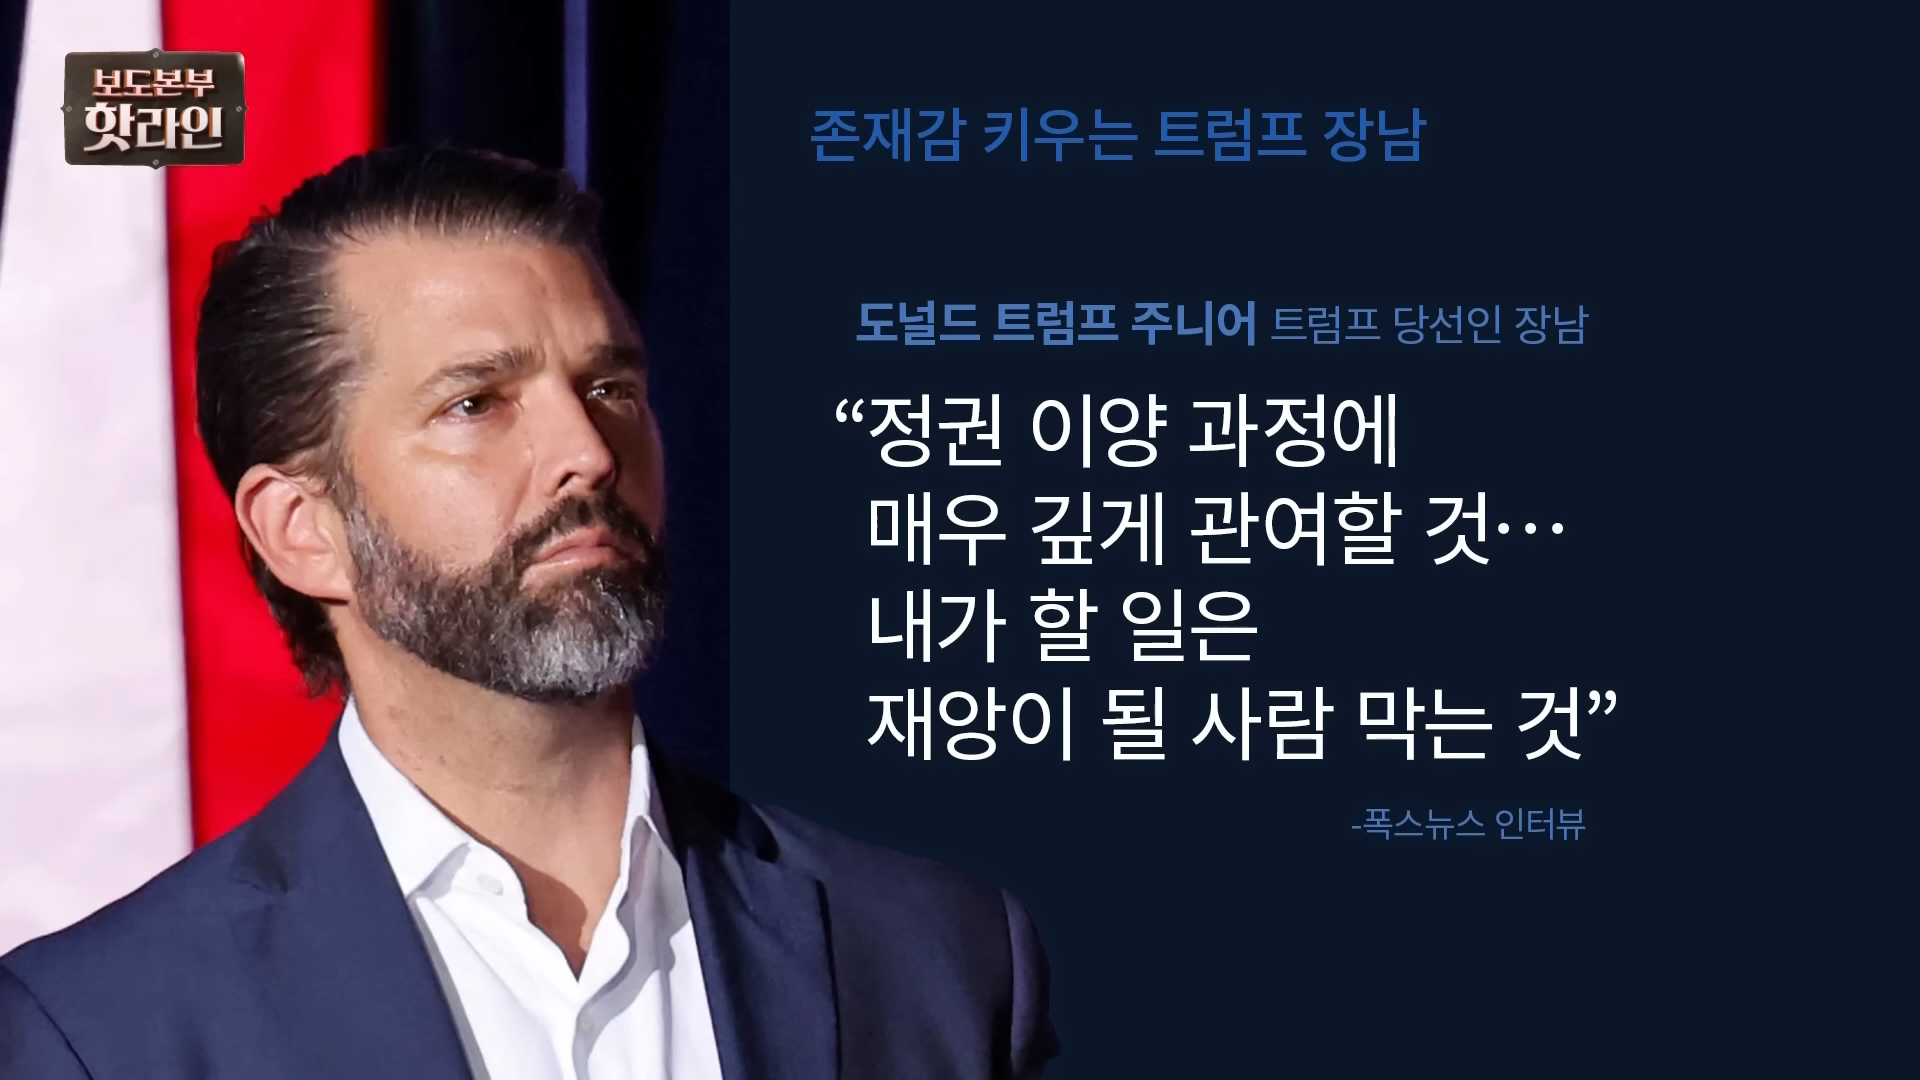 보도본부
핫라인
존재감 키우는 트럼프 장남
도널드 트럼프 주니어 트럼프 당선인 장남
“정권 이양 과정에
매우 깊게 관여할 것…
내가 할 일은
재앙이 될 사람 막는 것”
-폭스뉴스 인터뷰